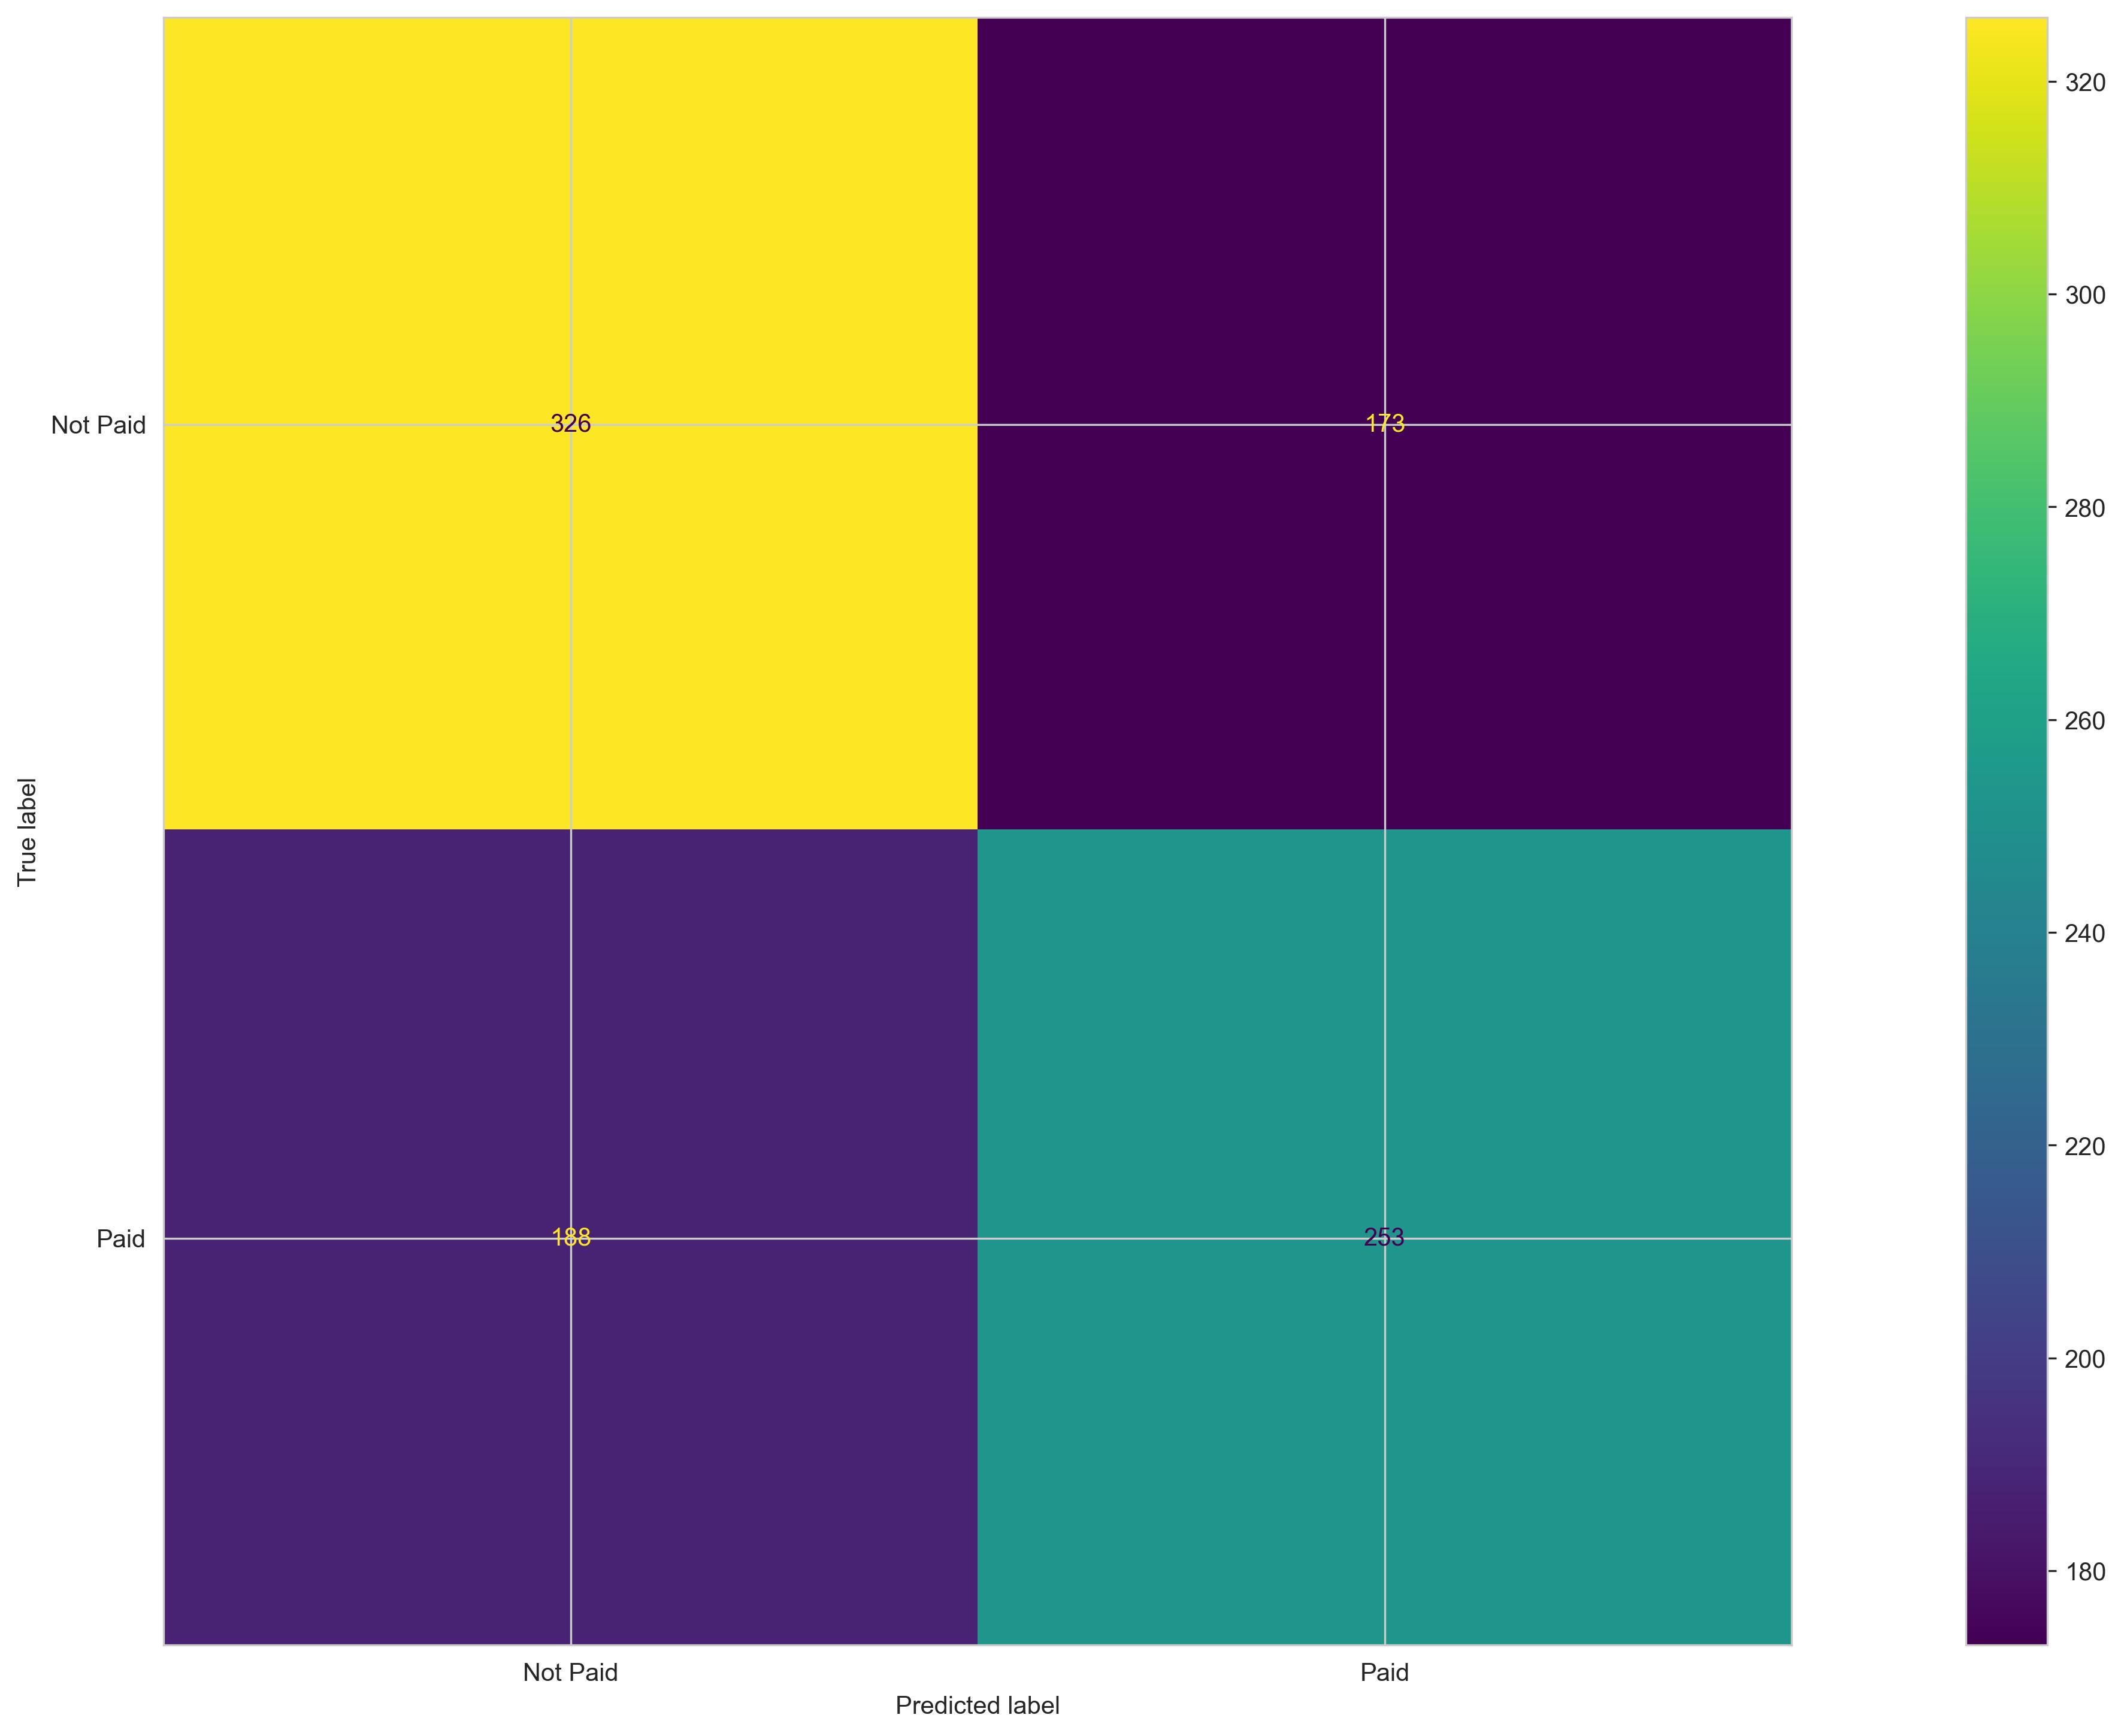 320
300
280
Not Paid
326
173
260
True label
240
220
Paid
188
253
200
180
Not Paid
Paid
Predicted label